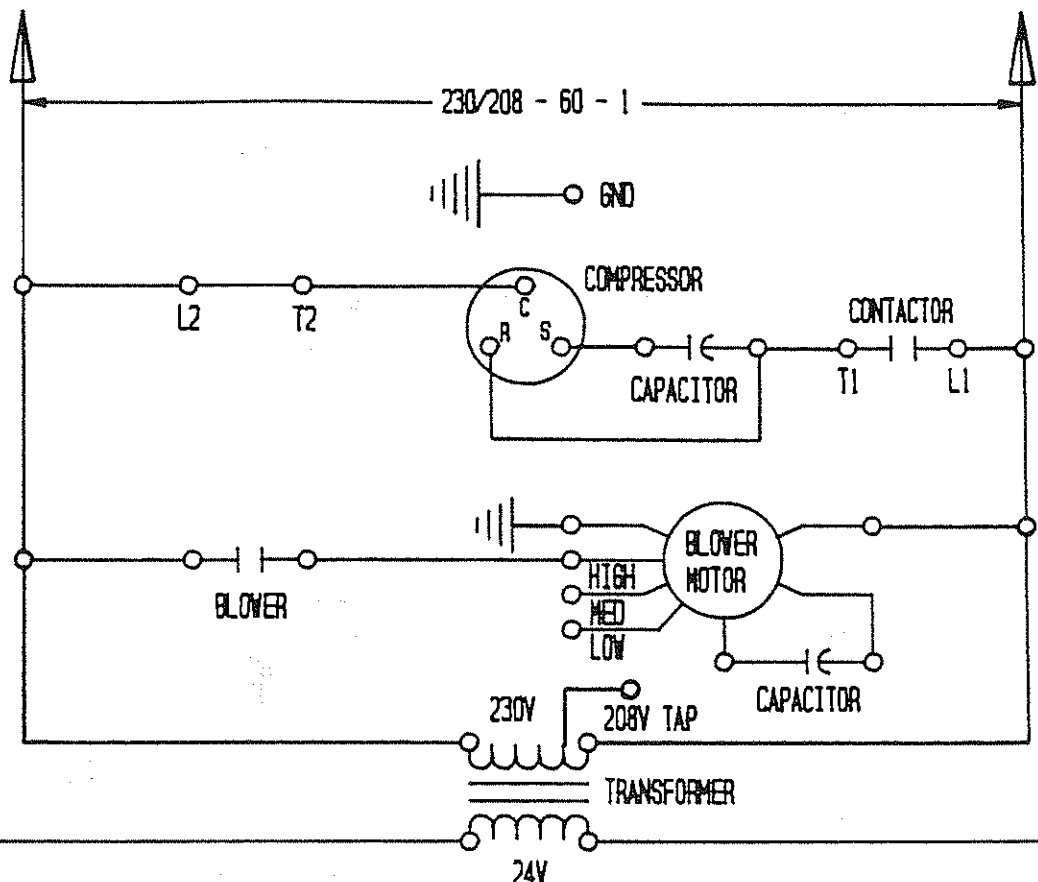 230/208 - 60 - 1
GND
COMPRESSOR
C
R
S
L2
T2
CONTACTOR
CAPACITOR
T1
L1
BLOWER
MOTOR
HIGH
MED
LOW
BLOWER
CAPACITOR
230V
208V TAP
TRANSFORMER
24V